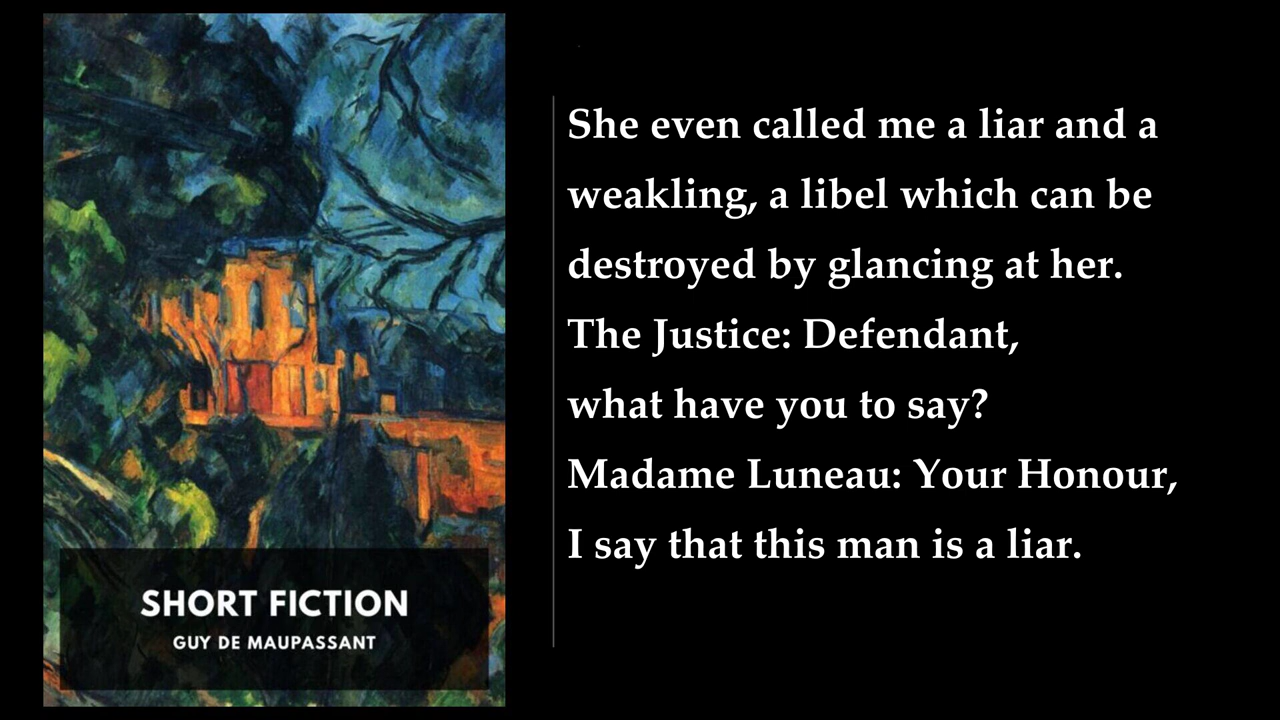 SHORT FICTION
GUY DE MAUPASSANT
She even called me a liar and a
weakling, a libel which can be
destroyed by glancing at her.
The Justice: Defendant,
what have you to say?
Madame Luneau: Your Honour,
I say that this man is a liar.